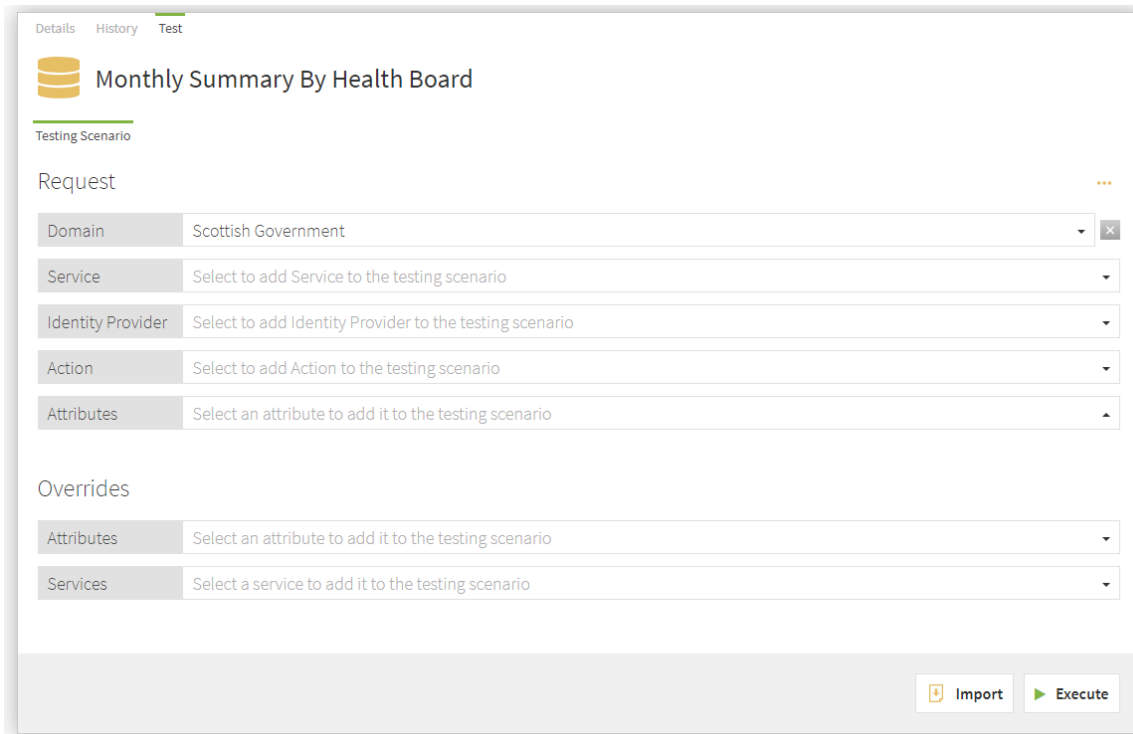 Details History Test
Monthly Summary By Health Board
Testing Scenario
Request
Domain Scottish Government
Service Select to add Service to the testing scenario
Identity Provider Select to add Identity Provider to the testing scenario
Action Select to add Action to the testing scenario
Attributes Select an attribute to add it to the testing scenario
Overrides
Attributes Select an attribute to add it to the testing scenario
Services Select a service to add it to the testing scenario
Import Execute